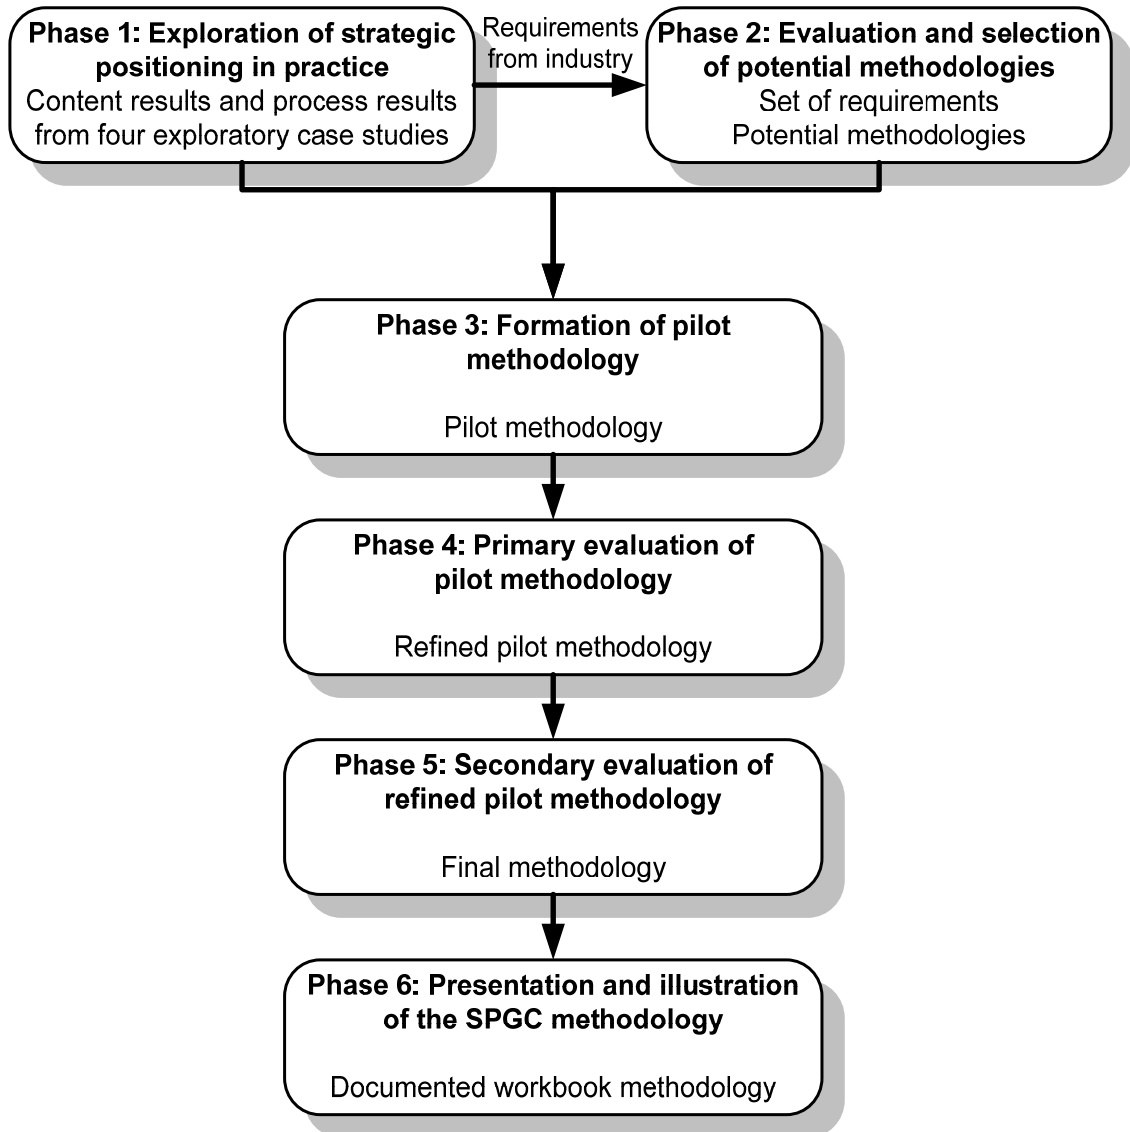 Phase 1: Exploration of strategic
positioning in practice
Content results and process results
from four exploratory case studies
Requirements
from industry
Phase 2: Evaluation and selection
of potential methodologies
Set of requirements
Potential methodologies
Phase 3: Formation of pilot
methodology
Pilot methodology
Phase 4: Primary evaluation of
pilot methodology
Refined pilot methodology
Phase 5: Secondary evaluation of
refined pilot methodology
Final methodology
Phase 6: Presentation and illustration
of the SPGC methodology
Documented workbook methodology